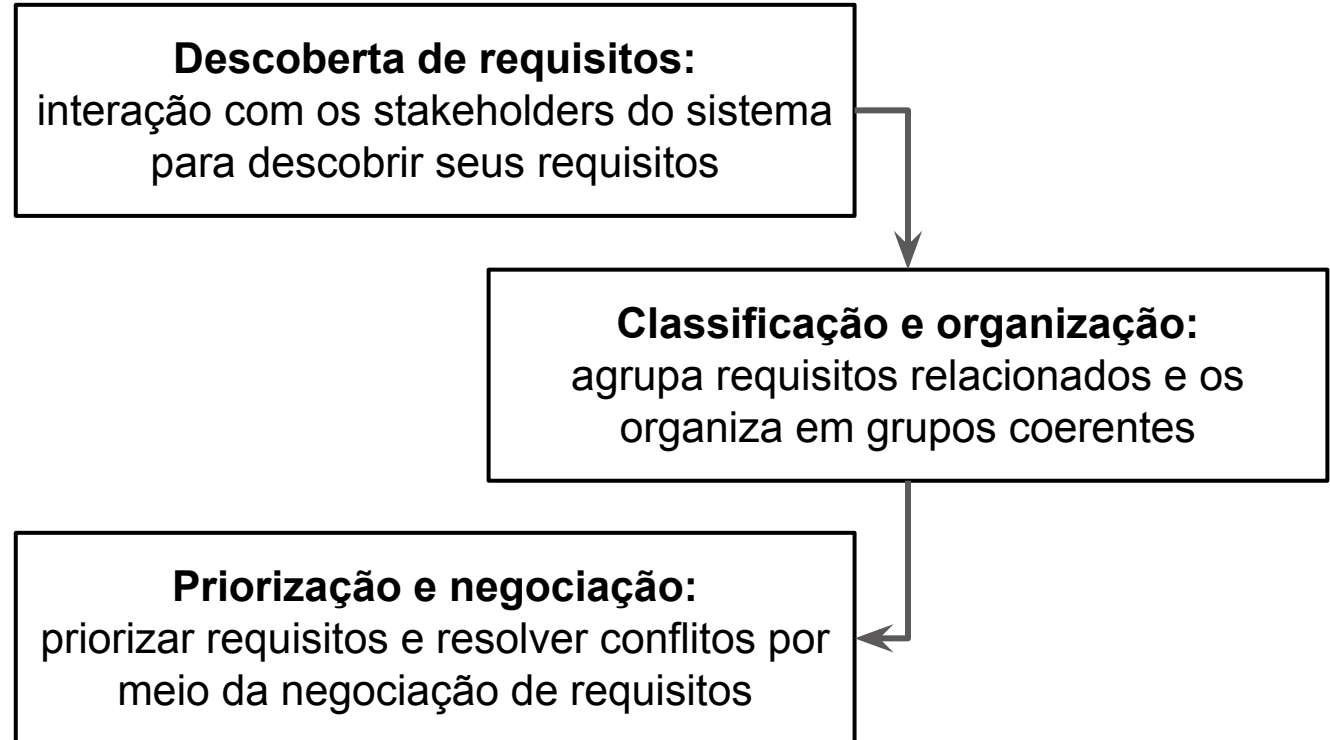 Descoberta de requisitos:
interação com os stakeholders do sistema
para descobrir seus requisitos
Classificação e organização:
agrupa requisitos relacionados e os
organiza em grupos coerentes
Priorização e negociação:
priorizar requisitos e resolver conflitos por
meio da negociação de requisitos